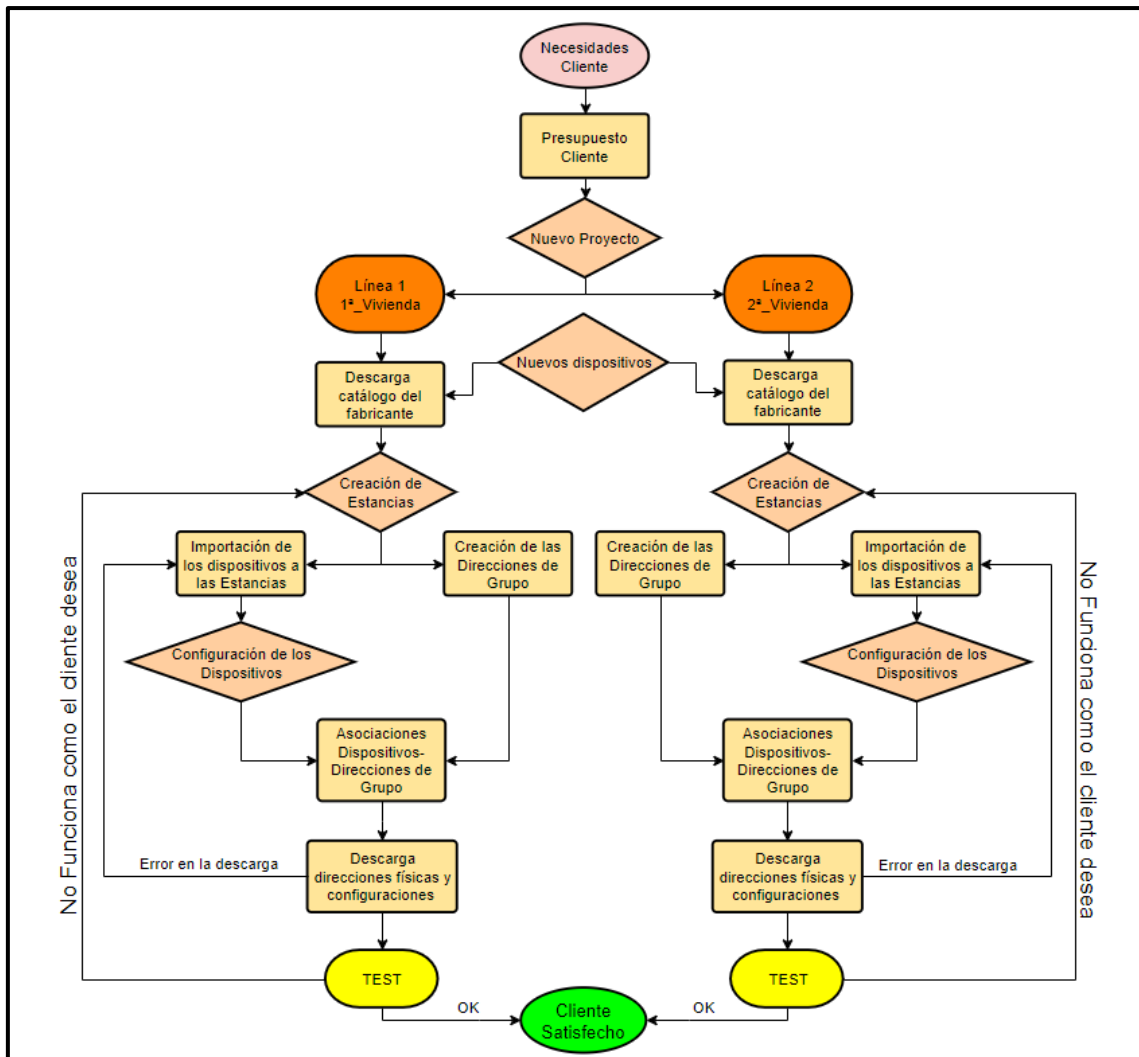 Necesidades
Cliente
Presupuesto
Cliente
Nuevo Proyecto
Línea 1
1ª_Vivienda
Línea 2
2ª_Vivienda
Nuevos dispositivos
Descarga
catálogo del
fabricante
Descarga
catálogo del
fabricante
Creación de
Estancias
Creación de
Estancias
Importación de
los dispositivos a
las Estancias
Creación de las
Direcciones de
Grupo
Creación de las
Direcciones de
Grupo
Importación de
los dispositivos a
las Estancias
Configuración de los
Dispositivos
Configuración de los
Dispositivos
Asociaciones
Dispositivos-
Direcciones de
Grupo
Asociaciones
Dispositivos-
Direcciones de
Grupo
Error en la descarga
Descarga
direcciones físicas y
configuraciones
Descarga
direcciones físicas y
configuraciones
Error en la descarga
No Funciona como el cliente desea
No Funciona como el cliente desea
TEST
TEST
OK
OK
Cliente
Satisfecho